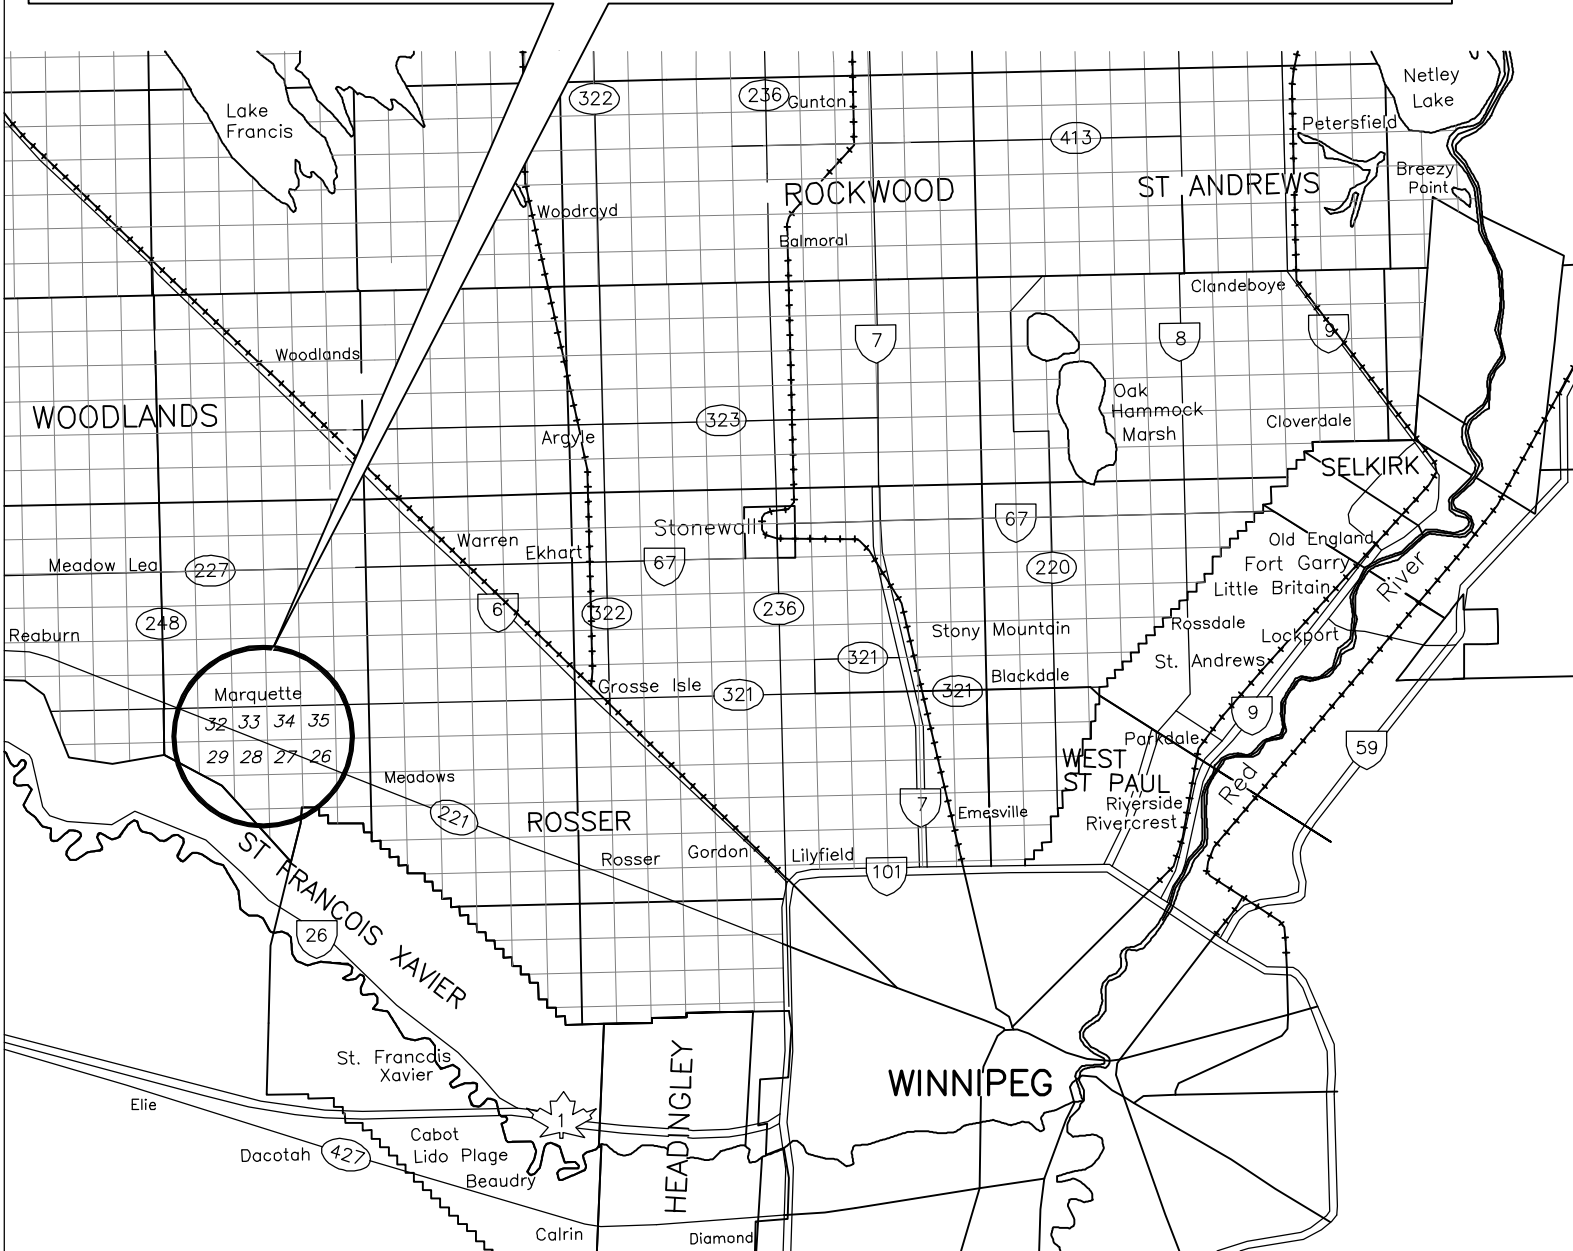 322
236
Gunton
Netley
Lake
Lake
Francis
413
Petersfield
Breezy
Point
ROCKWOOD
ST ANDREWS
Woodroyd
Balmoral
Clandeboye
7
8
9
Woodlands
WOODLANDS
323
Argyle
Oak
Hammock
Marsh
Cloverdale
SELKIRK
Stonewall
67
Warren
Ekhart
67
Old England
Fort Garry
Little Britain
River
Meadow Lea
227
220
248
6
322
236
Reaburn
Stony Mountain
Rossdale
Lockport
321
St. Andrews
Blackdale
Marquette
Grosse Isle
321
321
32 33 34 35
9
29 28 27 26
Parkdale
59
WEST
ST PAUL
Meadows
Red
221
7
Emesville
Riverside
Rivercrest
ROSSER
Rosser
Gordon
Lilyfield
101
ST FRANCOIS XAVIER
26
St. Francois
Xavier
HEADINGLEY
WINNIPEG
Elie
1
Cabot
Lido Plage
Dacotah
427
Beaudry
Calrin
Diamond